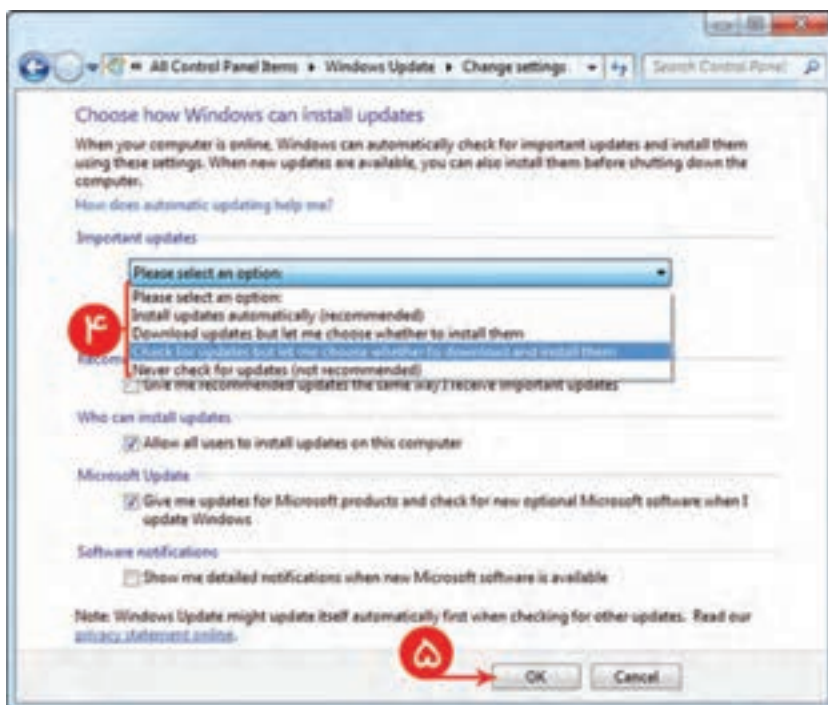 All Control Panel Items ▸ Windows Update ▸ Change settings
Search Control Panel
Choose how Windows can install updates
When your computer is online, Windows can automatically check for important updates and install them
using these settings. When new updates are available, you can also install them before shutting down the
computer.
How does automatic updating help me?
Important updates
Please select an option:
Please select an option:
Install updates automatically (recommended)
Download updates but let me choose whether to install them
۴
Check for updates but let me choose whether to download and install them
Recom
Never check for updates (not recommended)
Give me recommended updates the same way I receive important updates
Who can install updates
Allow all users to install updates on this computer
Microsoft Update
Give me updates for Microsoft products and check for new optional Microsoft software when I
update Windows
Software notifications
Show me detailed notifications when new Microsoft software is available
Note: Windows Update might update itself automatically first when checking for other updates. Read our
privacy statement online.
۵
OK Cancel